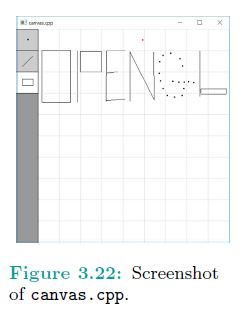 canvas.cpp
OPENGL
Figure 3.22: Screenshot
of canvas.cpp.